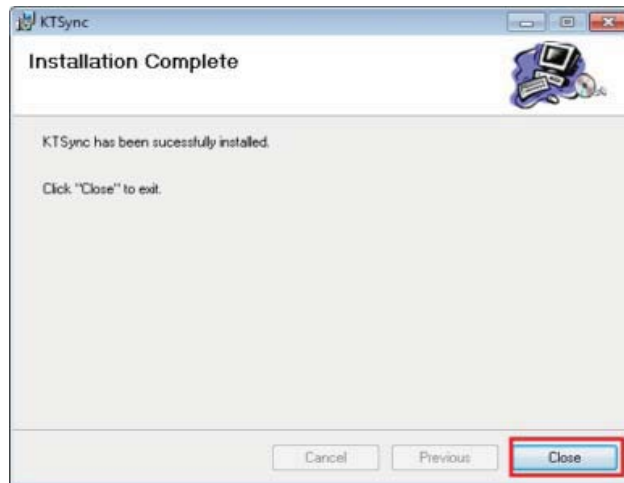 KTSync
Installation Complete
KTSync has been sucessfully installed.
Click "Close" to exit.
Cancel
Previous
Close